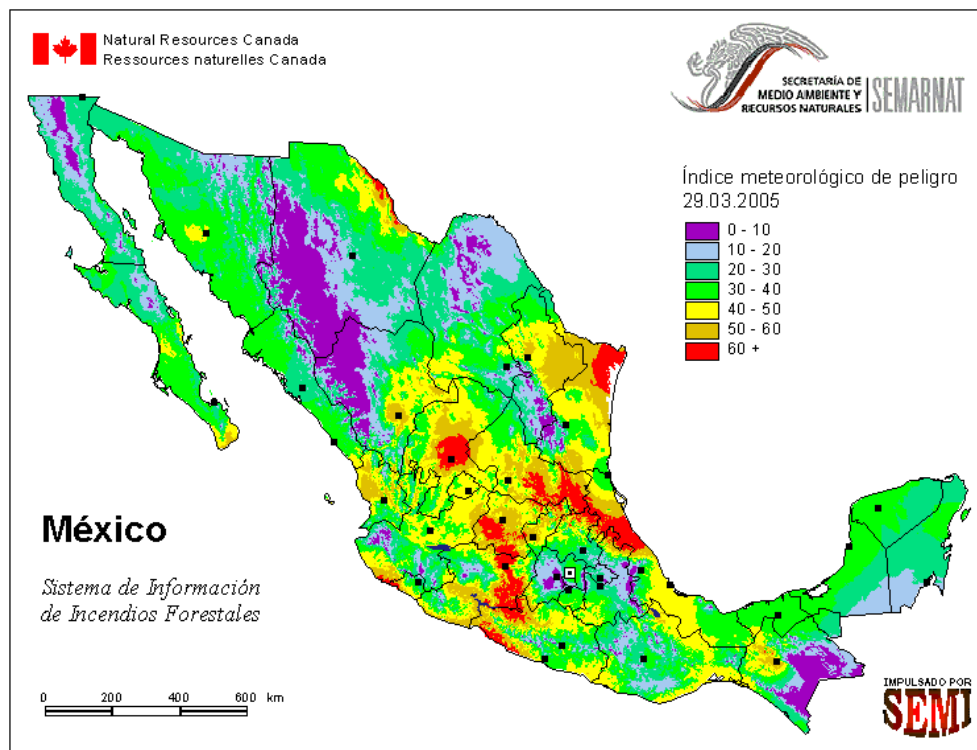 Natural Resources Canada
Ressources naturelles Canada
SECRETARÍA DE
MEDIO AMBIENTE Y
RECURSOS NATURALES
SEMARNAT
Índice meteorológico de peligro
29.03.2005
0 - 10
10 - 20
20 - 30
30 - 40
40 - 50
50 - 60
60 +
México
Sistema de Información
de Incendios Forestales
0 200 400 600 km
IMPULSADO POR
SEMI